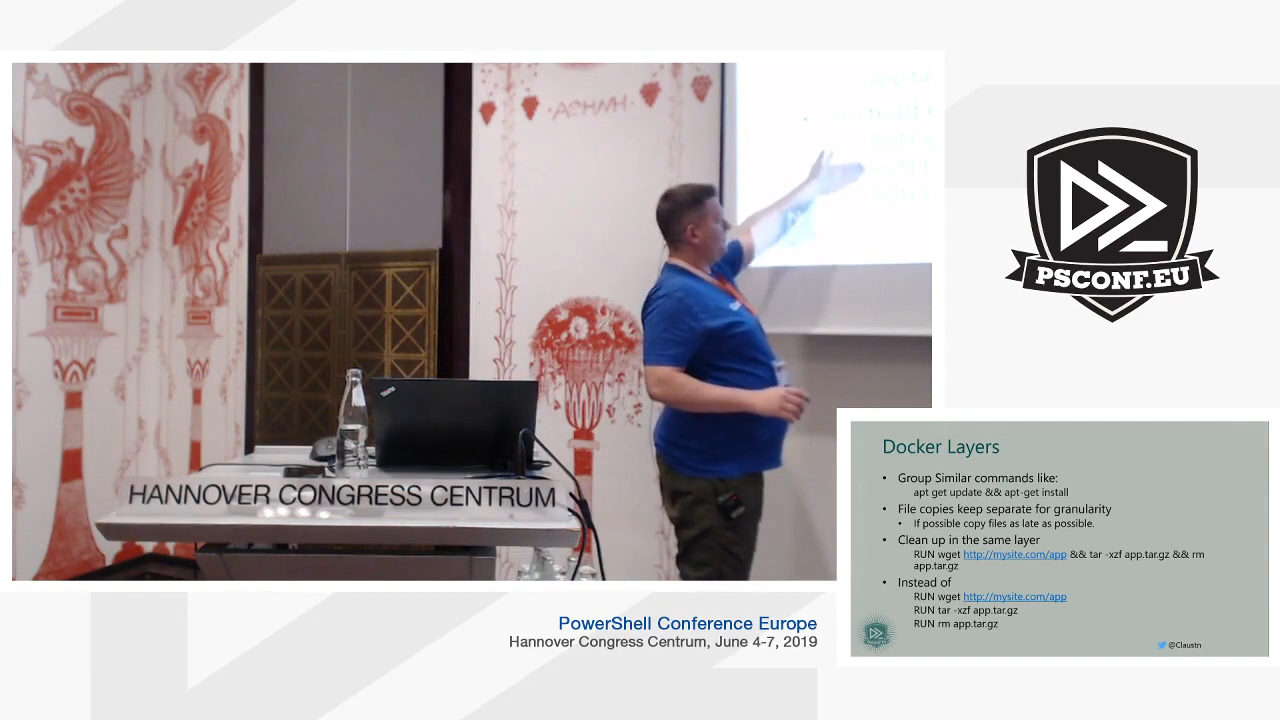 ThinkPad
HANNOVER CONGRESS CENTRUM
PSCONF.EU
Docker Layers
• Group Similar commands like:
apt get update && apt-get install
• File copies keep separate for granularity
• If possible copy files as late as possible.
• Clean up in the same layer
RUN wget http://mysite.com/app && tar -xzf app.tar.gz && rm
app.tar.gz
• Instead of
RUN wget http://mysite.com/app
RUN tar -xzf app.tar.gz
RUN rm app.tar.gz
@Claustn
PowerShell Conference Europe
Hannover Congress Centrum, June 4-7, 2019